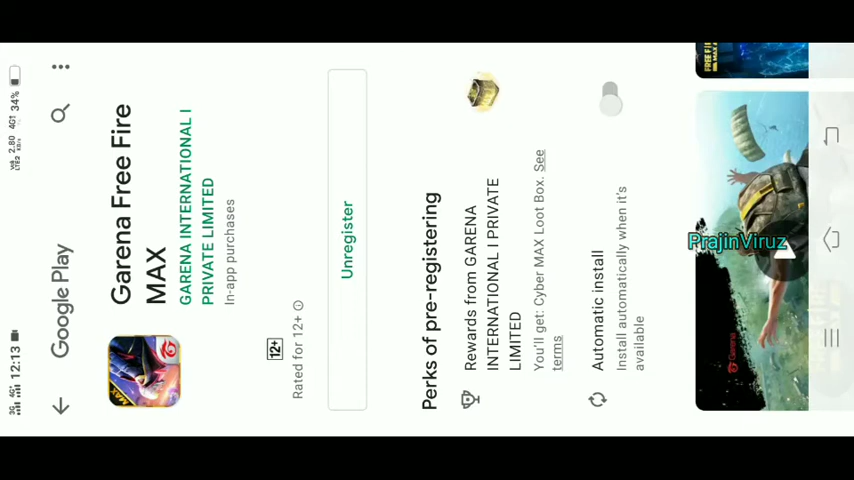 12:13
34%
Google Play
Garena Free Fire
MAX
GARENA INTERNATIONAL I
PRIVATE LIMITED
In-app purchases
MAX
12+
Rated for 12+
Unregister
Perks of pre-registering
Rewards from GARENA
INTERNATIONAL I PRIVATE
LIMITED
You'll get: Cyber MAX Loot Box. See
terms
Automatic install
Install automatically when it's
available
Garena
PrajinViruz